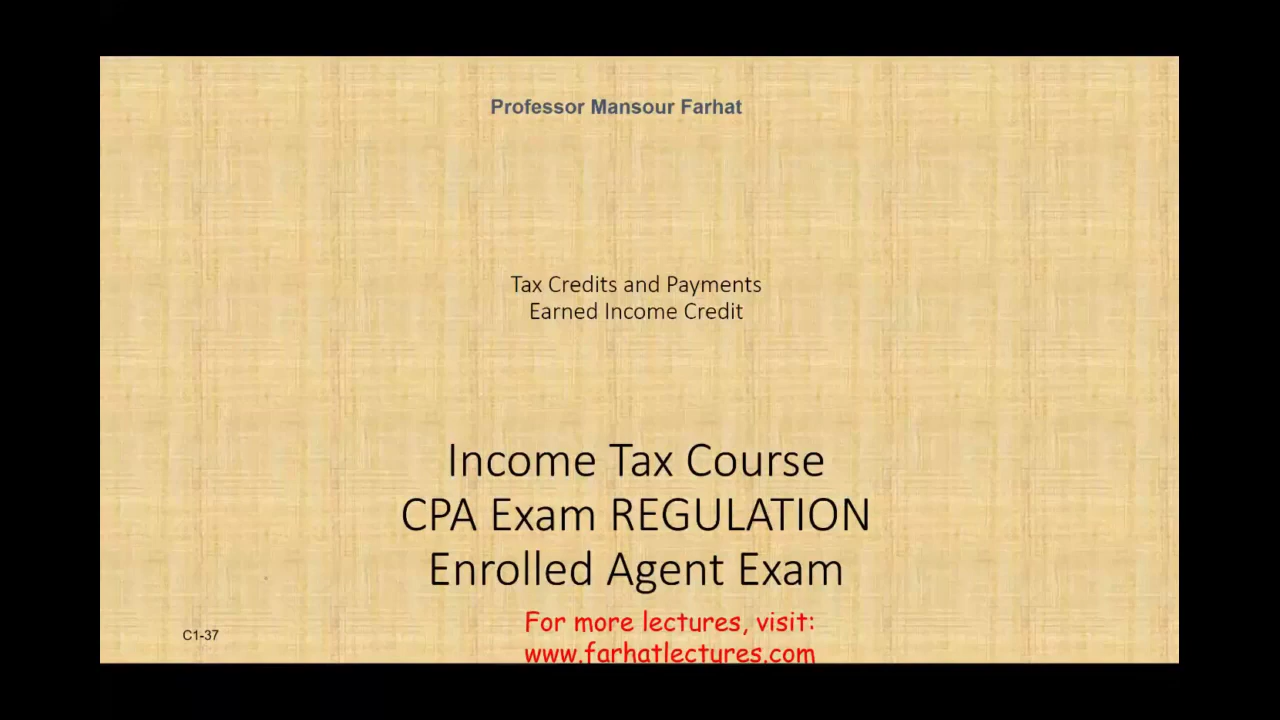 Professor Mansour Farhat
Tax Credits and Payments
Earned Income Credit
Income Tax Course
CPA Exam REGULATION
Enrolled Agent Exam
For more lectures, visit:
www.farhatlectures.com
C1-37